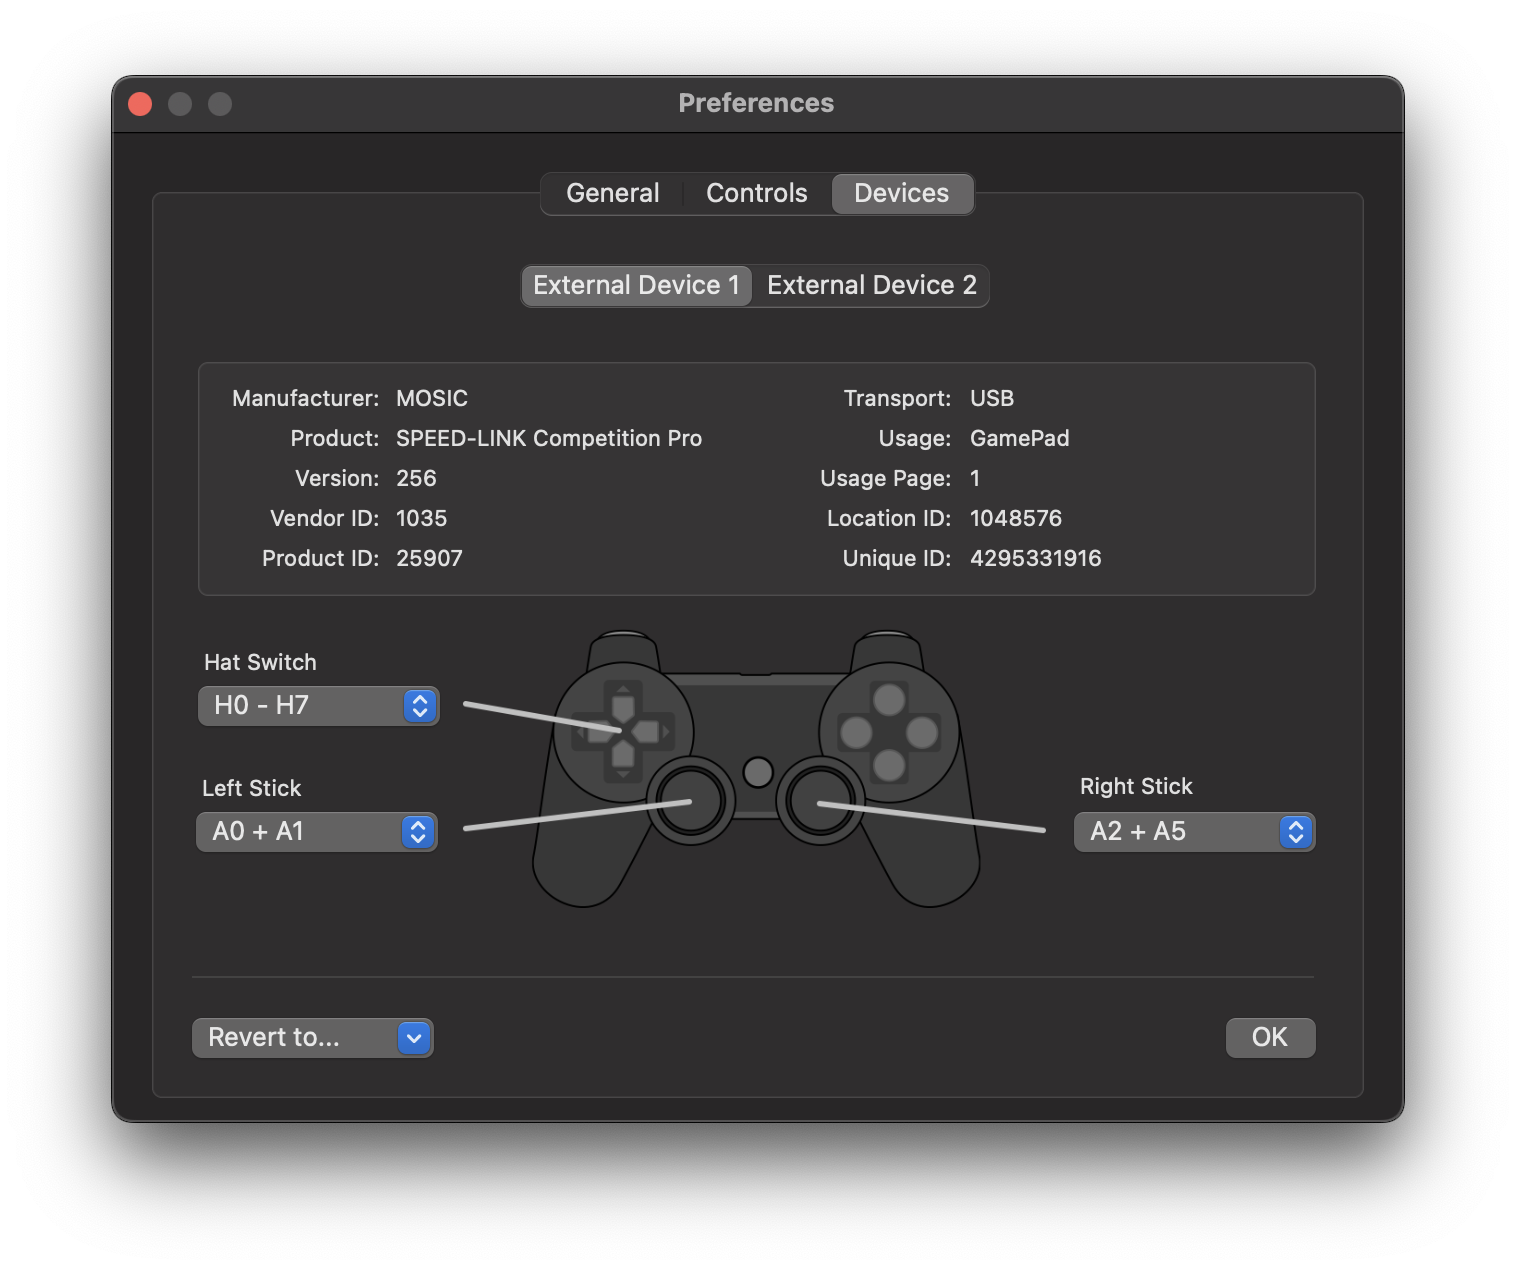 Preferences
General Controls Devices
External Device 1 External Device 2
Manufacturer: MOSIC
Product: SPEED-LINK Competition Pro
Version: 256
Vendor ID: 1035
Product ID: 25907
Transport: USB
Usage: GamePad
Usage Page: 1
Location ID: 1048576
Unique ID: 4295331916
Hat Switch
H0 - H7
Left Stick
A0 + A1
Right Stick
A2 + A5
Revert to...
OK